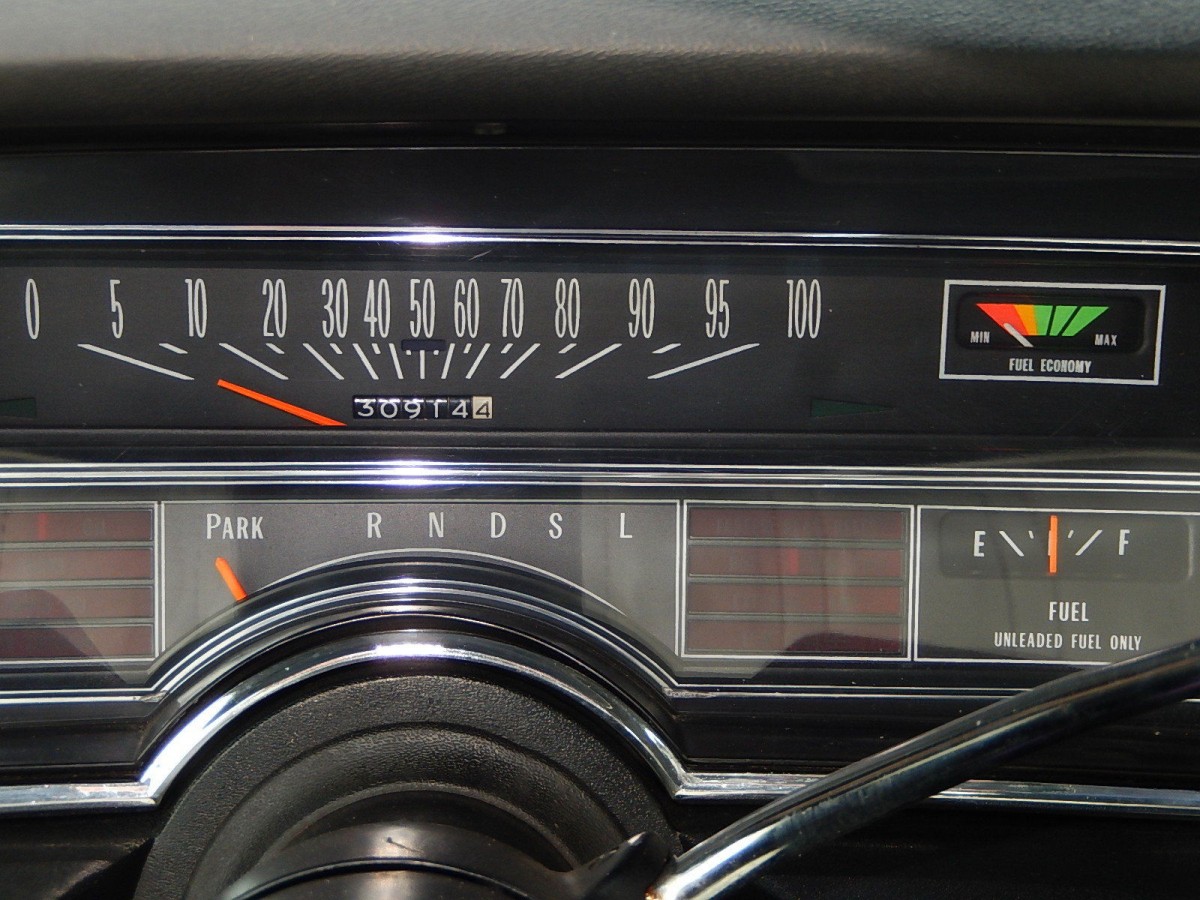 0 5 10 20 30 40 50 60 70 80 90 95 100
MIN MAX
FUEL ECONOMY
309144
PARK R N D S L
E F
FUEL
UNLEADED FUEL ONLY